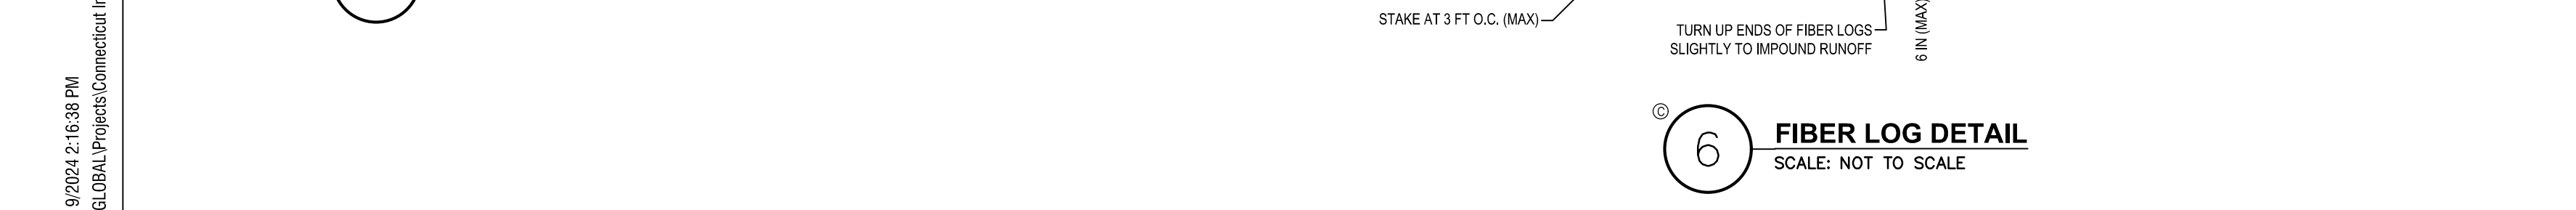 9/2024 2:16:38 PM
GLOBAL\Projects\Connecticut
STAKE AT 3 FT O.C. (MAX)
TURN UP ENDS OF FIBER LOGS
SLIGHTLY TO IMPOUND RUNOFF
6 IN (MAX)
©
6
FIBER LOG DETAIL
SCALE: NOT TO SCALE